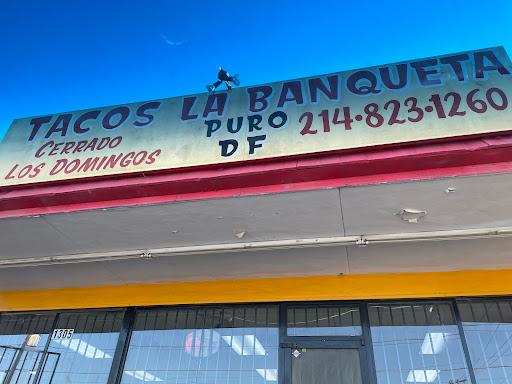 TACOS LA BANQUETA
CERRADO
LOS DOMINGOS
PURO
DF
214·823·1260
1305